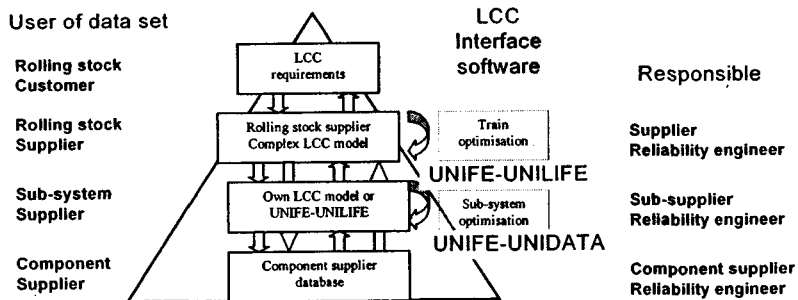 User of data set
LCC
Interface
software
Responsible
Rolling stock
Customer
LCC
requirements
Rolling stock
Supplier
Rolling stock supplier
Complex LCC model
Train
optimisation
Supplier
Reliability engineer
UNIFE-UNILIFE
Sub-system
Supplier
Own LCC model or
UNIFE-UNILIFE
Sub-system
optimisation
Sub-supplier
Reliability engineer
UNIFE-UNIDATA
Component
Supplier
Component supplier
database
Component supplier
Reliability engineer